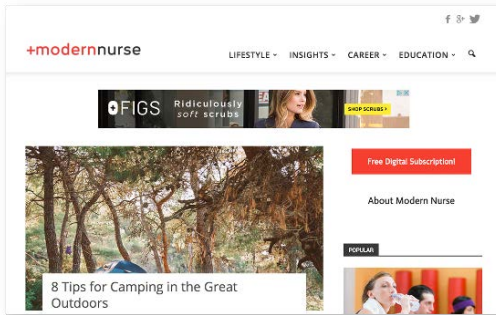 +modernnurse
LIFESTYLE
INSIGHTS
CAREER
EDUCATION
FIGS
Ridiculously
soft scrubs
SHOP SCRUBS >
Free Digital Subscription!
About Modern Nurse
POPULAR
8 Tips for Camping in the Great
Outdoors